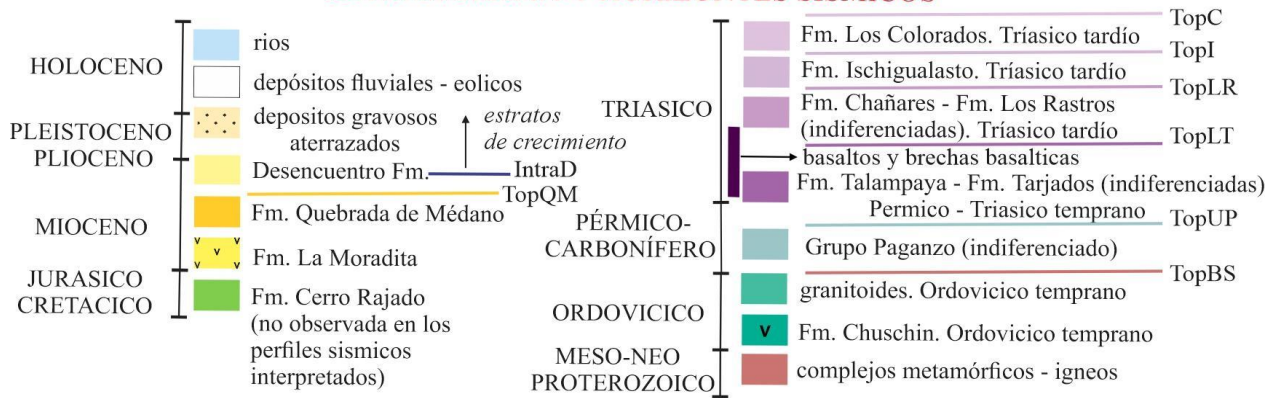 HOLOCENO
rios
depósitos fluviales - eolicos
PLEISTOCENO
PLIOCENO
depositos gravosos
aterrazados
estratos
de crecimiento
Desencuentro Fm.
IntraD
TopQM
MIOCENO
Fm. Quebrada de Médano
Fm. La Moradita
JURASICO
CRETACICO
Fm. Cerro Rajado
(no observada en los
perfiles sismicos
interpretados)
TRIASICO
TopC
Fm. Los Colorados. Tríasico tardío
TopI
Fm. Ischigualasto. Tríasico tardío
TopLR
Fm. Chañares - Fm. Los Rastros
(indiferenciadas). Tríasico tardío
TopLT
basaltos y brechas basalticas
Fm. Talampaya - Fm. Tarjados (indiferenciadas)
Permico - Triasico temprano
TopUP
PÉRMICO-
CARBONÍFERO
Grupo Paganzo (indiferenciado)
TopBS
ORDOVICICO
granitoides. Ordovicico temprano
v
Fm. Chuschin. Ordovicico temprano
MESO-NEO
PROTEROZOICO
complejos metamórficos - igneos